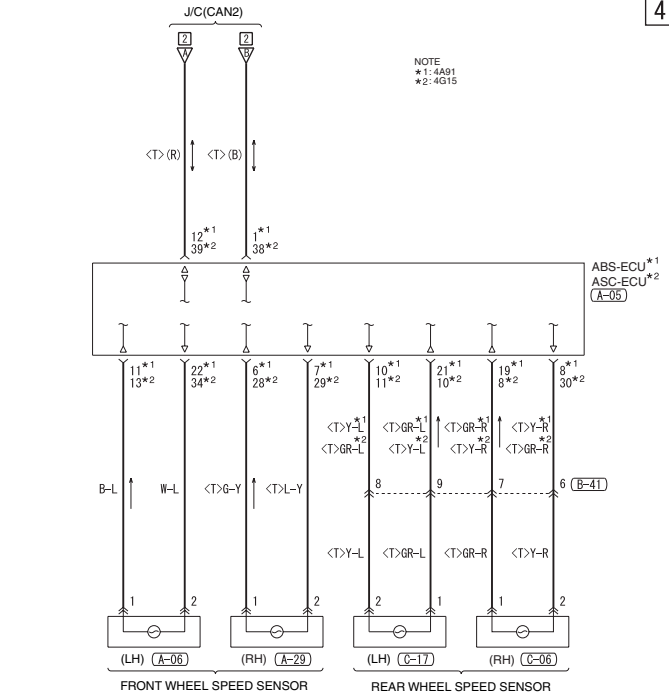 4
J/C(CAN2)
2 2
A B
NOTE
*1: 4A91
*2: 4G15
<T>(R) <T>(B)
12*1 1*1
39*2 38*2
ABS-ECU*1
ASC-ECU*2
A-05
11*1 22*1 6*1 7*1 10*1 21*1 19*1 8*1
13*2 34*2 28*2 29*2 11*2 10*2 8*2 30*2
<T>Y-L*1 <T>GR-L*1 <T>GR-R*1 <T>Y-R*1
<T>GR-L*2 <T>Y-L*2 <T>Y-R*2 <T>GR-R*2
B-L W-L <T>G-Y <T>L-Y
8 9 7 6 B-41
<T>Y-L <T>GR-L <T>GR-R <T>Y-R
1 2 1 2 2 1 1 2
(LH) A-06 (RH) A-29 (LH) C-17 (RH) C-06
FRONT WHEEL SPEED SENSOR REAR WHEEL SPEED SENSOR